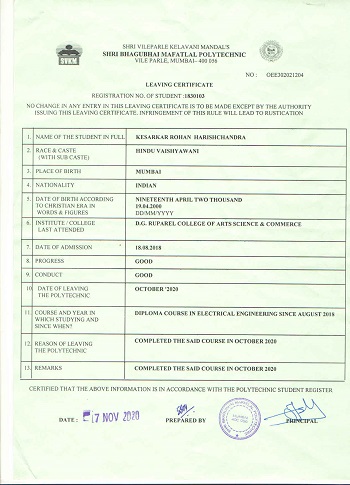 SHRI VILEPARLE KELAVANI MANDAL'S
SHRI BHAGUBHAI MAFATLAL POLYTECHNIC
VILE PARLE, MUMBAI- 400 056
SVKM
NO : OEE302021204
LEAVING CERTIFICATE
REGISTRATION NO. OF STUDENT :1830103
NO CHANGE IN ANY ENTRY IN THIS LEAVING CERTIFICATE IS TO BE MADE EXCEPT BY THE AUTHORITY
ISSUING THIS LEAVING CERTIFICATE. INFRINGEMENT OF THIS RULE WILL LEAD TO RUSTICATION
1. NAME OF THE STUDENT IN FULL KESARKAR ROHAN HARISHCHANDRA
2. RACE & CASTE HINDU VAISHYAWANI
(WITH SUB CASTE)
3. PLACE OF BIRTH MUMBAI
4. NATIONALITY INDIAN
5. DATE OF BIRTH ACCORDING NINETEENTH APRIL TWO THOUSAND
TO CHRISTIAN ERA IN 19.04.2000
WORDS & FIGURES DD/MM/YYYY
6. INSTITUTE / COLLEGE D.G. RUPAREL COLLEGE OF ARTS SCIENCE & COMMERCE
LAST ATTENDED
7. DATE OF ADMISSION 18.08.2018
8. PROGRESS GOOD
9. CONDUCT GOOD
10. DATE OF LEAVING OCTOBER '2020
THE POLYTECHNIC
11. COURSE AND YEAR IN DIPLOMA COURSE IN ELECTRICAL ENGINEERING SINCE AUGUST 2018
WHICH STUDYING AND
SINCE WHEN?
12. REASON OF LEAVING COMPLETED THE SAID COURSE IN OCTOBER 2020
THE POLYTECHNIC
13. REMARKS COMPLETED THE SAID COURSE IN OCTOBER 2020
CERTIFIED THAT THE ABOVE INFORMATION IS IN ACCORDANCE WITH THE POLYTECHNIC STUDENT REGISTER
DATE : 17 NOV 2020 PREPARED BY PRINCIPAL